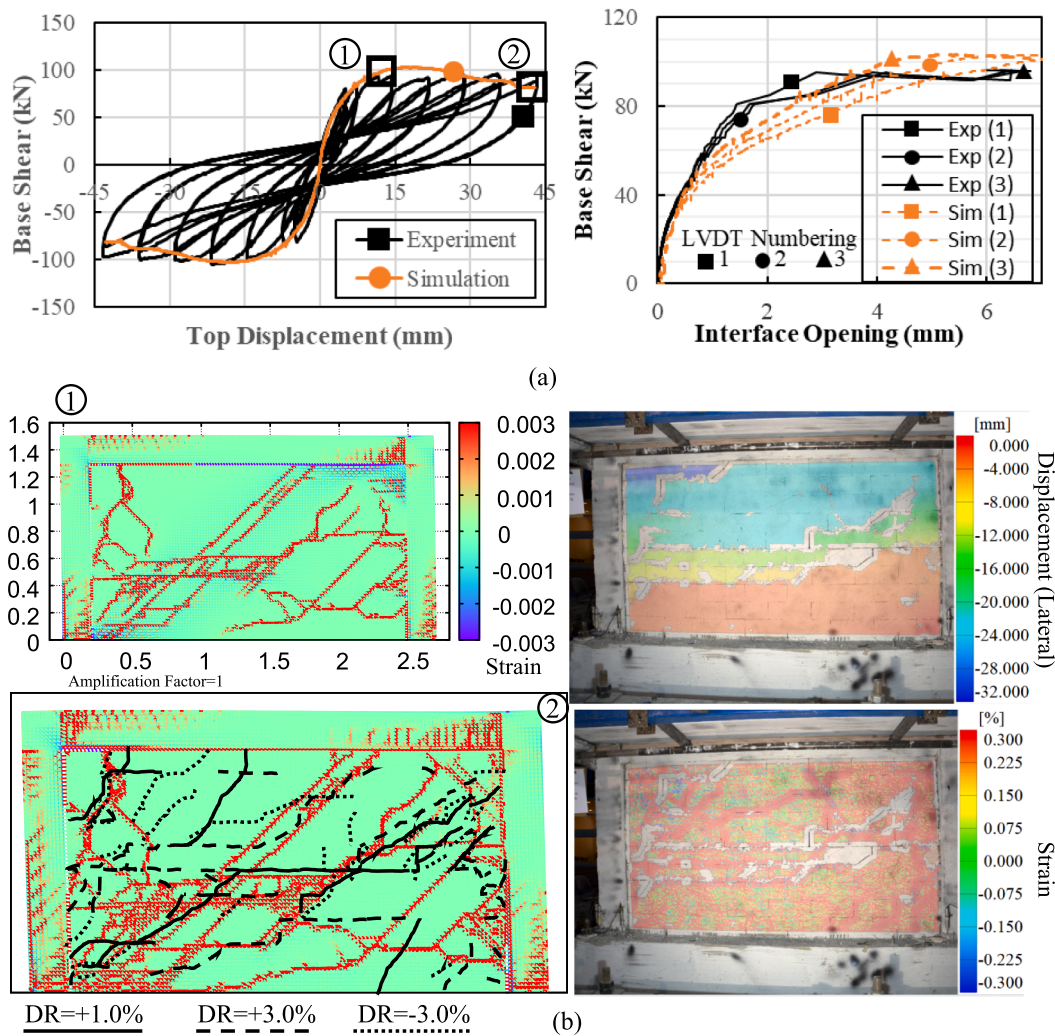 150
100
50
0
-50
-100
-150
-45
-30
-15
0
15
30
45
Base Shear (kN)
Top Displacement (mm)
1
2
Experiment
Simulation
120
80
40
0
0
2
4
6
Base Shear (kN)
Interface Opening (mm)
LVDT Numbering
1 2 3
Exp (1)
Exp (2)
Exp (3)
Sim (1)
Sim (2)
Sim (3)
(a)
1
1.6
1.4
1.2
1
0.8
0.6
0.4
0.2
0
0 0.5 1 1.5 2 2.5
Amplification Factor=1
0.003
0.002
0.001
0
-0.001
-0.002
-0.003
Strain
[mm]
0.000
-4.000
-8.000
-12.000
-16.000
-20.000
-24.000
-28.000
-32.000
Displacement (Lateral)
2
[%]
0.300
0.225
0.150
0.075
0.000
-0.075
-0.150
-0.225
-0.300
Strain
DR=+1.0% DR=+3.0% DR=-3.0%
(b)